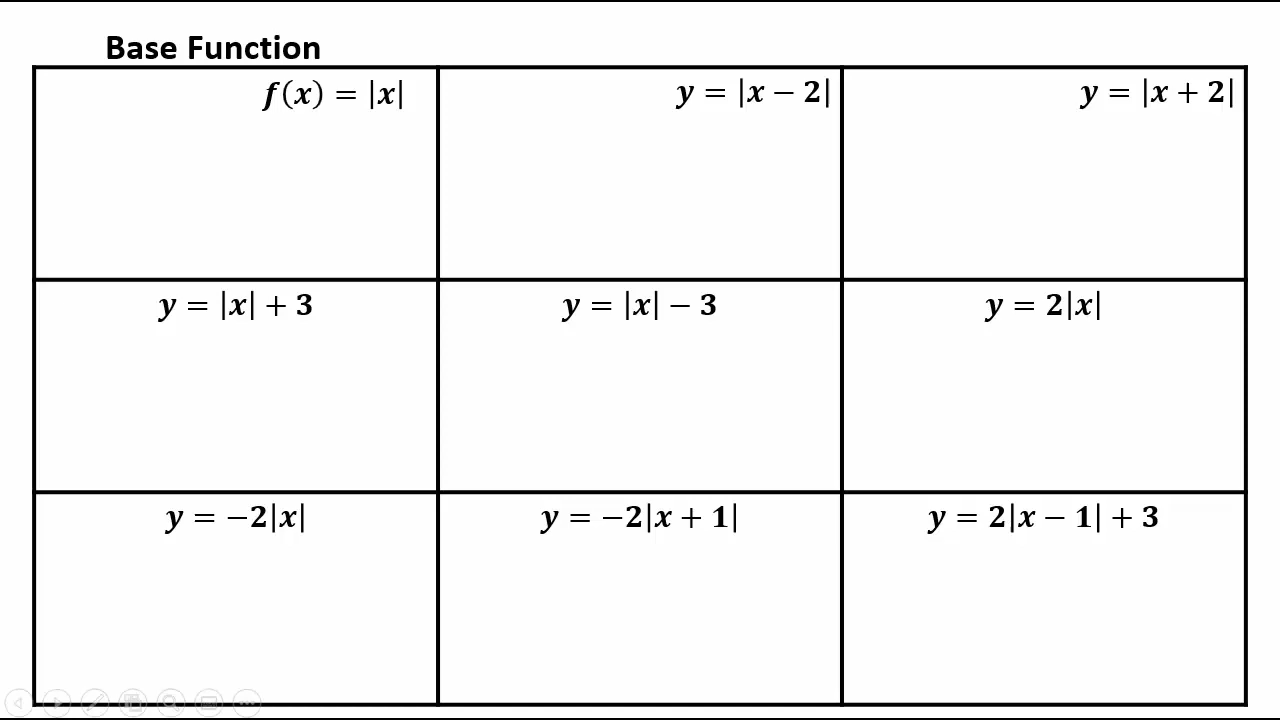 Base Function
f(x) = |x|
y = |x − 2|
y = |x + 2|
y = |x| + 3
y = |x| − 3
y = 2|x|
y = −2|x|
y = −2|x + 1|
y = 2|x − 1| + 3